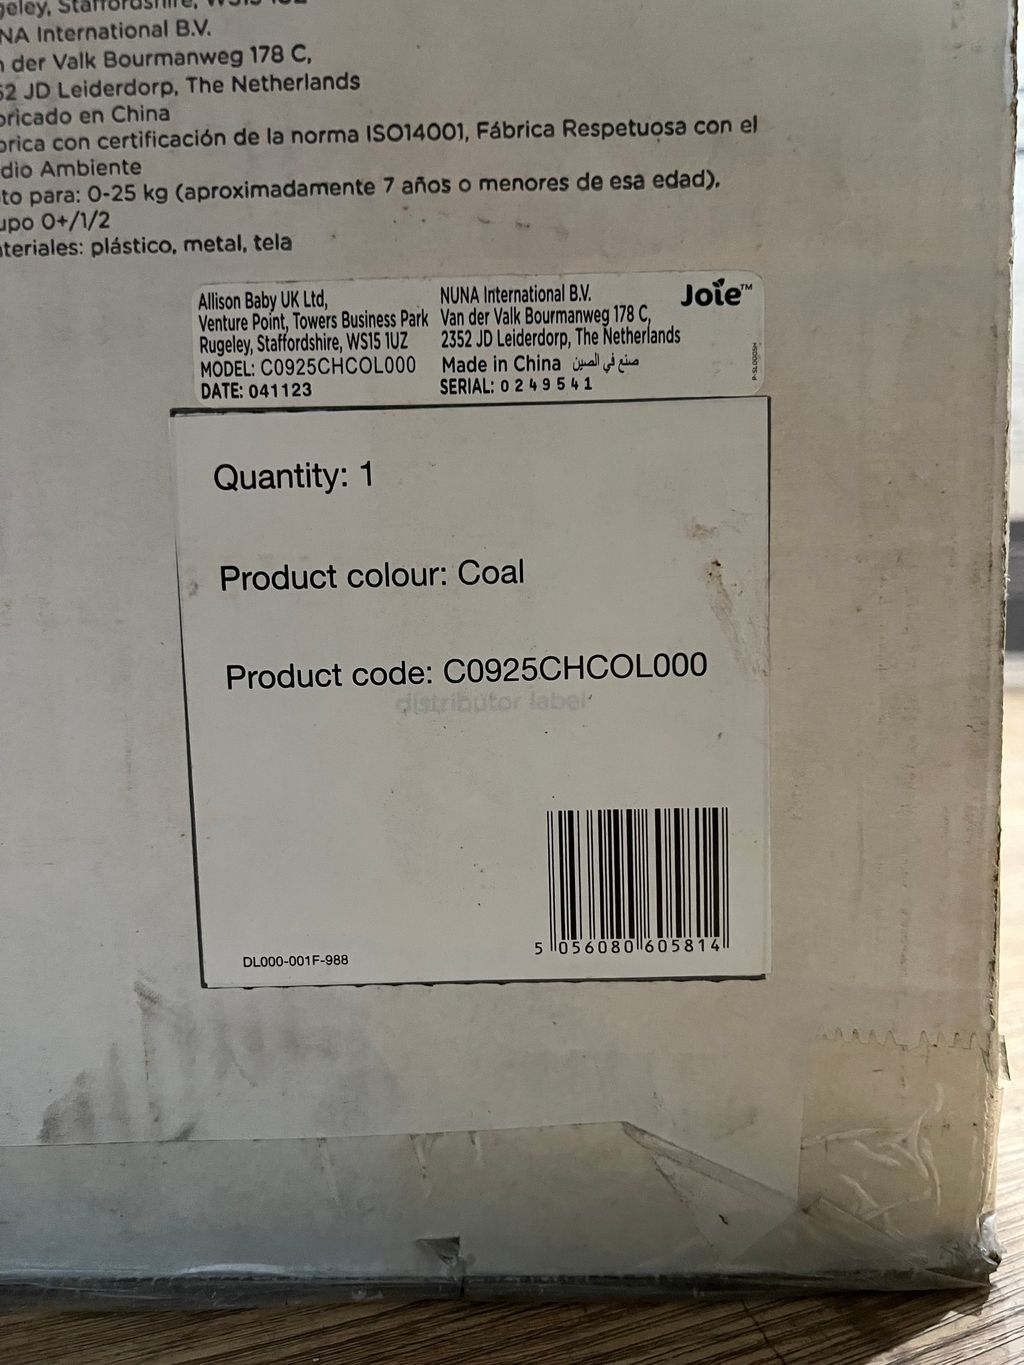 geley, Staffordshire, WS15 1UZ
NA International B.V.
n der Valk Bourmanweg 178 C,
52 JD Leiderdorp, The Netherlands
bricado en China
brica con certificación de la norma ISO14001, Fábrica Respetuosa con el
dio Ambiente
to para: 0-25 kg (aproximadamente 7 años o menores de esa edad).
upo 0+/1/2
ateriales: plástico, metal, tela
Allison Baby UK Ltd,
Venture Point, Towers Business Park
Rugeley, Staffordshire, WS15 1UZ
MODEL: C0925CHCOL000
DATE: 041123
NUNA International B.V.
Van der Valk Bourmanweg 178 C,
2352 JD Leiderdorp, The Netherlands
Made in China صنع في الصين
SERIAL: 0249541
Joie™
P-SL0005H
Quantity: 1
Product colour: Coal
Product code: C0925CHCOL000
distributor label
5 056080 605814
DL000-001F-988